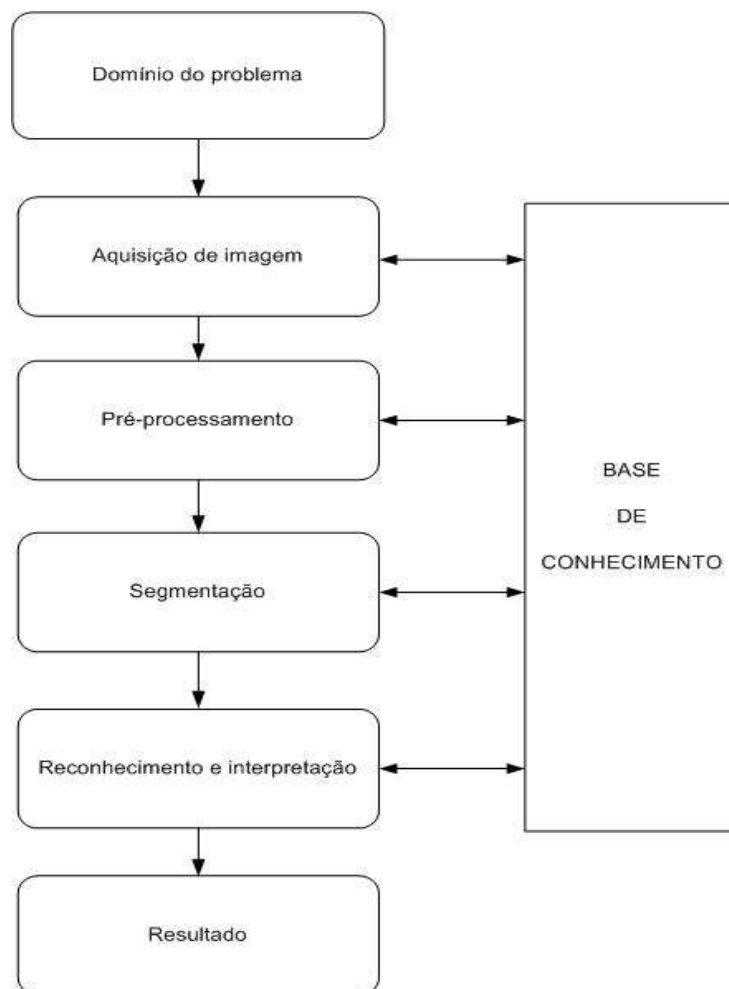 Domínio do problema
Aquisição de imagem
Pré-processamento
Segmentação
Reconhecimento e interpretação
Resultado
BASE
DE
CONHECIMENTO